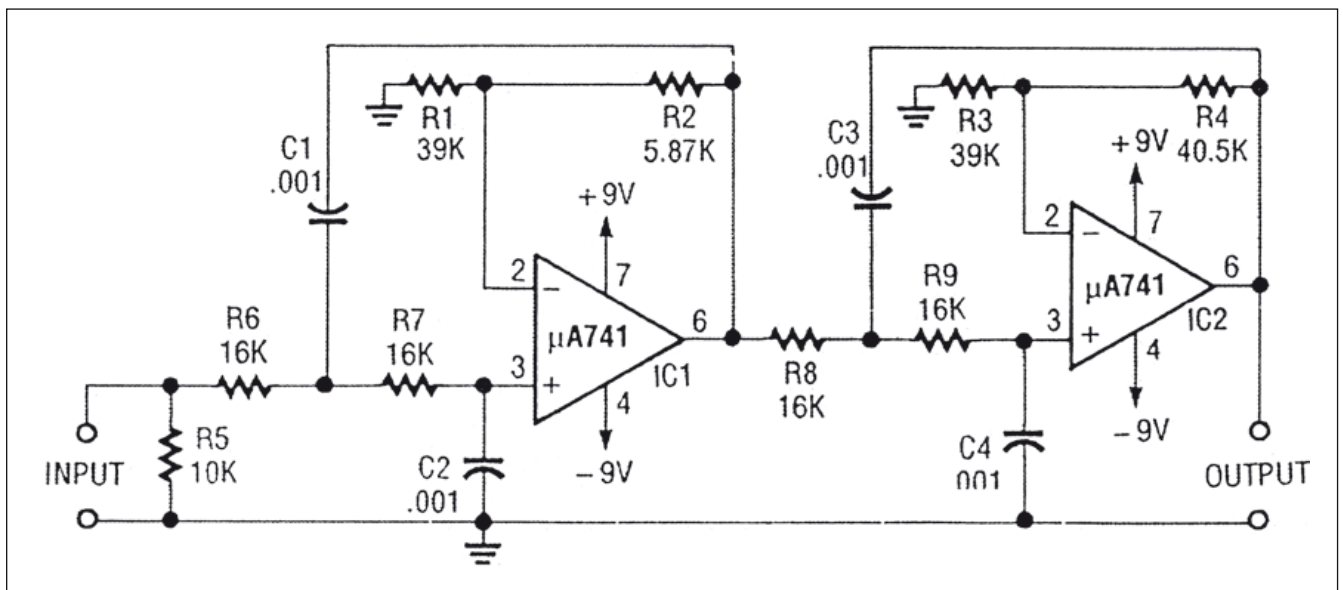 C1
.001
R1
39K
R2
5.87K
+9V
2
−
7
µA741
6
3
+
4
IC1
−9V
R6
16K
R7
16K
R5
10K
INPUT
C2
.001
C3
.001
R3
39K
R4
40.5K
+9V
2
−
7
µA741
6
3
+
4
IC2
−9V
R8
16K
R9
16K
C4
001
OUTPUT